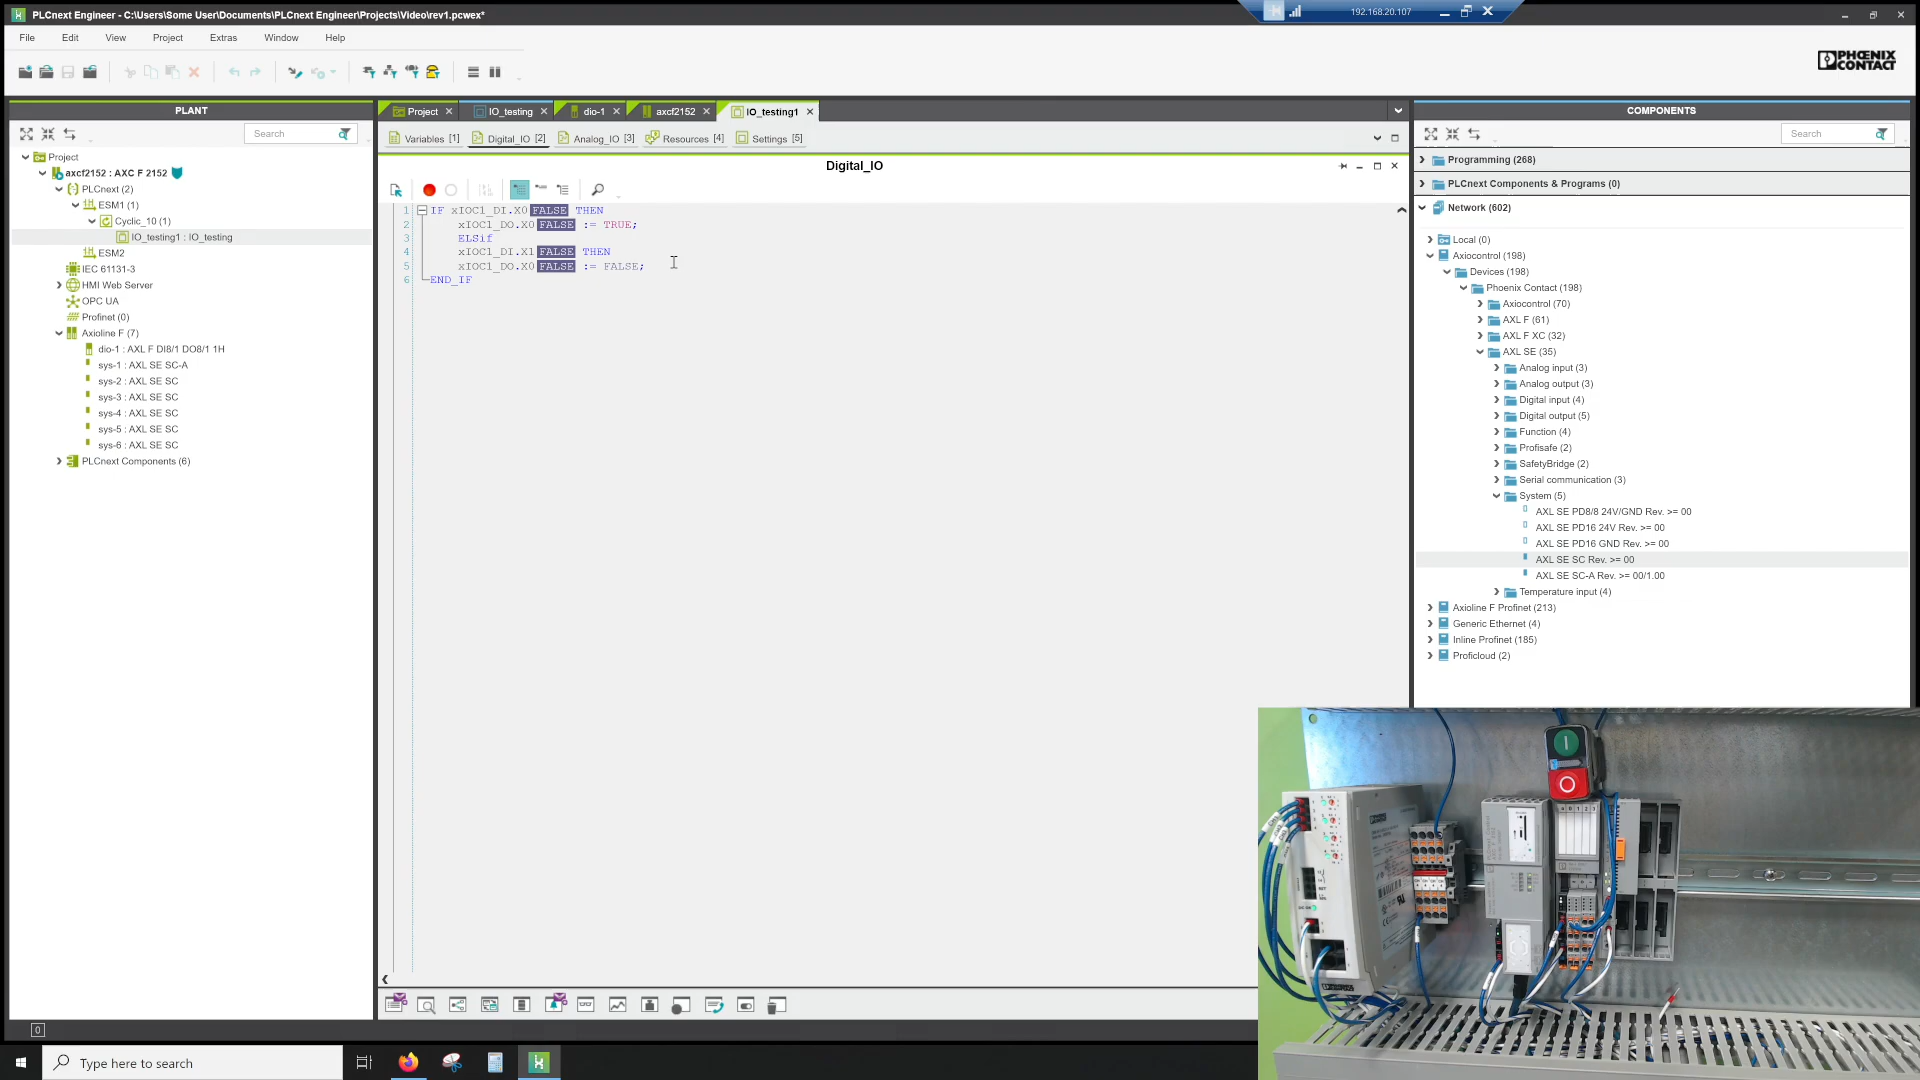 PLCnext Engineer - C:\Users\Some User\Documents\PLCnext Engineer\Projects\Video\rev1.pcwex*
192.168.20.107
File Edit View Project Extras Window Help
PHŒNIX
CONTACT
PLANT
Search
Project
axcf2152 : AXC F 2152
PLCnext (2)
ESM1 (1)
Cyclic_10 (1)
IO_testing1 : IO_testing
ESM2
IEC 61131-3
HMI Web Server
OPC UA
Profinet (0)
Axioline F (7)
dio-1 : AXL F DI8/1 DO8/1 1H
sys-1 : AXL SE SC-A
sys-2 : AXL SE SC
sys-3 : AXL SE SC
sys-4 : AXL SE SC
sys-5 : AXL SE SC
sys-6 : AXL SE SC
PLCnext Components (6)
Project IO_testing dio-1 axcf2152 IO_testing1
Variables [1] Digital_IO [2] Analog_IO [3] Resources [4] Settings [5]
Digital_IO
1 IF xIOC1_DI.X0 FALSE THEN
2 xIOC1_DO.X0 FALSE := TRUE;
3 ELSif
4 xIOC1_DI.X1 FALSE THEN
5 xIOC1_DO.X0 FALSE := FALSE;
6 END_IF
COMPONENTS
Search
Programming (268)
PLCnext Components & Programs (0)
Network (602)
Local (0)
Axiocontrol (198)
Devices (198)
Phoenix Contact (198)
Axiocontrol (70)
AXL F (61)
AXL F XC (32)
AXL SE (35)
Analog input (3)
Analog output (3)
Digital input (4)
Digital output (5)
Function (4)
Profisafe (2)
SafetyBridge (2)
Serial communication (3)
System (5)
AXL SE PD8/8 24V/GND Rev. >= 00
AXL SE PD16 24V Rev. >= 00
AXL SE PD16 GND Rev. >= 00
AXL SE SC Rev. >= 00
AXL SE SC-A Rev. >= 00/1.00
Temperature input (4)
Axioline F Profinet (213)
Generic Ethernet (4)
Inline Profinet (185)
Proficloud (2)
0
Type here to search